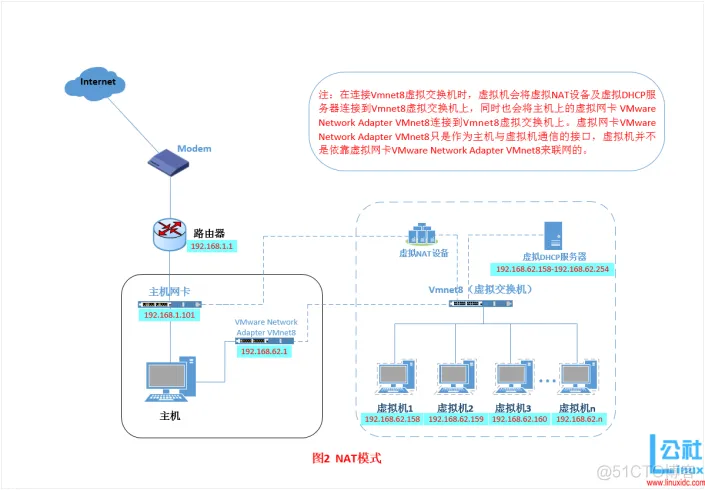 Internet
注：在连接Vmnet8虚拟交换机时，虚拟机会将虚拟NAT设备及虚拟DHCP服
务器连接到Vmnet8虚拟交换机上，同时也会将主机上的虚拟网卡 VMware
Network Adapter VMnet8连接到Vmnet8虚拟交换机上。虚拟网卡VMware
Network Adapter VMnet8只是作为主机与虚拟机通信的接口，虚拟机并不
是依靠虚拟网卡VMware Network Adapter VMnet8来联网的。
Modem
路由器
192.168.1.1
虚拟NAT设备
虚拟DHCP服务器
192.168.62.158-192.168.62.254
主机网卡
192.168.1.101
Vmnet8（虚拟交换机）
VMware Network
Adapter VMnet8
192.168.62.1
主机
虚拟机1
192.168.62.158
虚拟机2
192.168.62.159
虚拟机3
192.168.62.160
虚拟机n
192.168.62.n
图2 NAT模式
公社
Linux
www.linuxidc.com
@51CTO博客